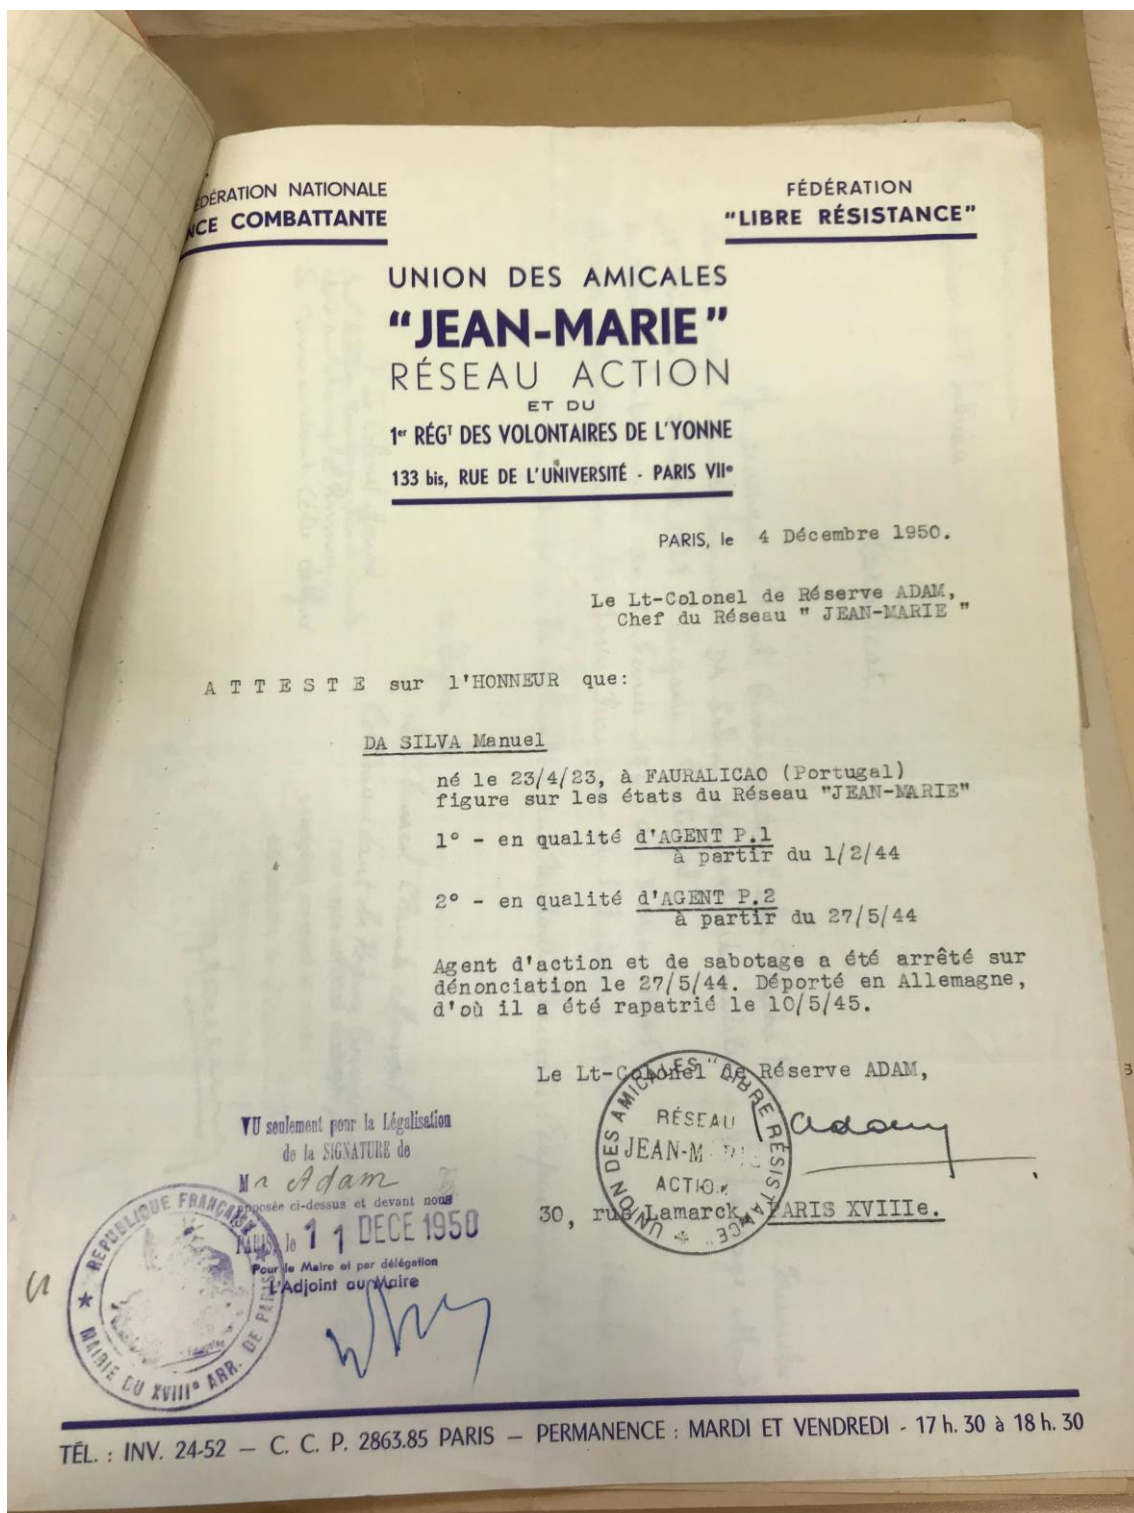 ÉDÉRATION NATIONALE
NCE COMBATTANTE
FÉDÉRATION
"LIBRE RÉSISTANCE"
UNION DES AMICALES
"JEAN-MARIE"
RÉSEAU ACTION
ET DU
1er RÉGT DES VOLONTAIRES DE L'YONNE
133 bis, RUE DE L'UNIVERSITÉ - PARIS VIIe
PARIS, le 4 Décembre 1950.
Le Lt-Colonel de Réserve ADAM,
Chef du Réseau " JEAN-MARIE "
A T T E S T E sur l'HONNEUR que:
DA SILVA Manuel
né le 23/4/23, à FAURALICAO (Portugal)
figure sur les états du Réseau "JEAN-MARIE"
1° - en qualité d'AGENT P.1
à partir du 1/2/44
2° - en qualité d'AGENT P.2
à partir du 27/5/44
Agent d'action et de sabotage a été arrêté sur
dénonciation le 27/5/44. Déporté en Allemagne,
d'où il a été rapatrié le 10/5/45.
Le Lt-Colonel de Réserve ADAM,
UNION DES AMICALES "LIBRE RÉSISTANCE"
RÉSEAU
JEAN-MARIE
ACTION
Adam
30, rue Lamarck, PARIS XVIIIe.
VU seulement pour la Légalisation
de la SIGNATURE de
Mr Adam
apposée ci-dessus et devant nous
PARIS, le 11 DECE 1950
Pour le Maire et par délégation
L'Adjoint au Maire
RÉPUBLIQUE FRANÇAISE
MAIRIE DU XVIIIe ARR. DE PARIS
TÉL. : INV. 24-52 — C. C. P. 2863.85 PARIS — PERMANENCE : MARDI ET VENDREDI - 17 h. 30 à 18 h. 30